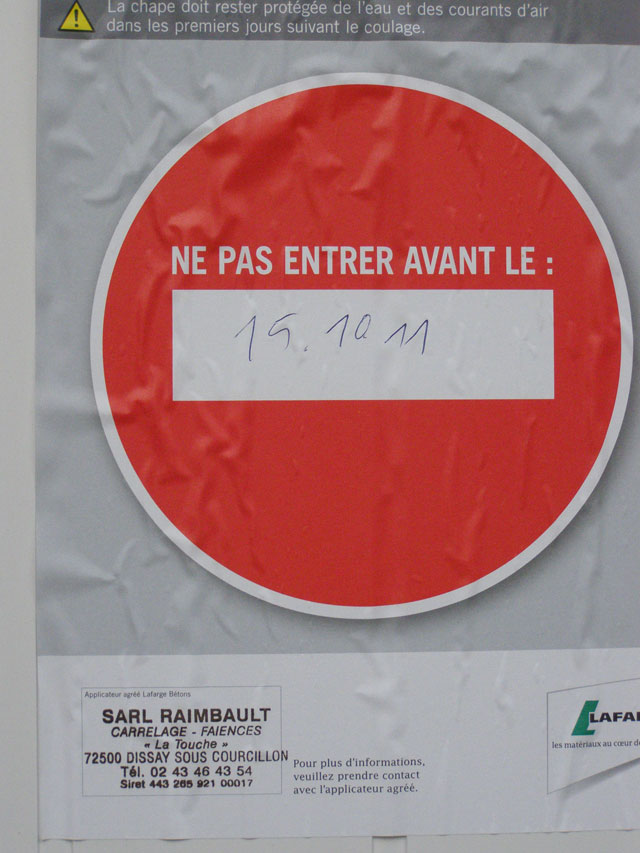 La chape doit rester protégée de l'eau et des courants d'air
dans les premiers jours suivant le coulage.
NE PAS ENTRER AVANT LE :
15. 10 11
Applicateur agréé Lafarge Bétons
SARL RAIMBAULT
CARRELAGE - FAIENCES
« La Touche »
72500 DISSAY SOUS COURCILLON
Tél. 02 43 46 43 54
Siret 443 265 921 00017
Pour plus d'informations,
veuillez prendre contact
avec l'applicateur agréé.
LAFAR
les matériaux au cœur de